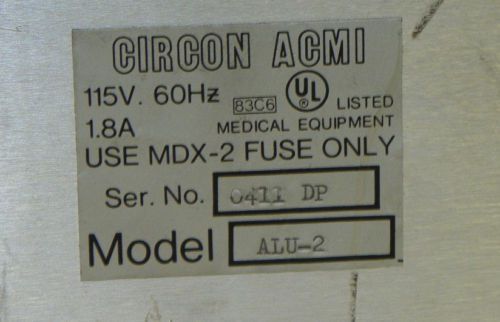 CIRCON ACMI
115V. 60Hz 83C6 UL® LISTED
1.8A MEDICAL EQUIPMENT
USE MDX-2 FUSE ONLY
Ser. No. 0411 DP
Model ALU-2